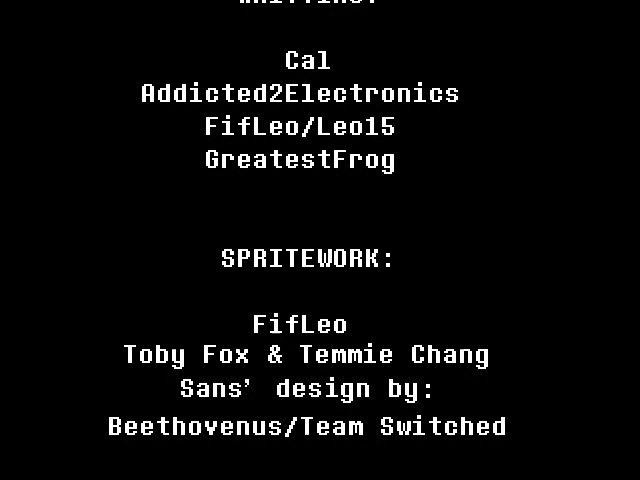 Cal
Addicted2Electronics
FifLeo/Leo15
GreatestFrog
SPRITEWORK:
FifLeo
Toby Fox & Temmie Chang
Sans' design by:
Beethovenus/Team Switched